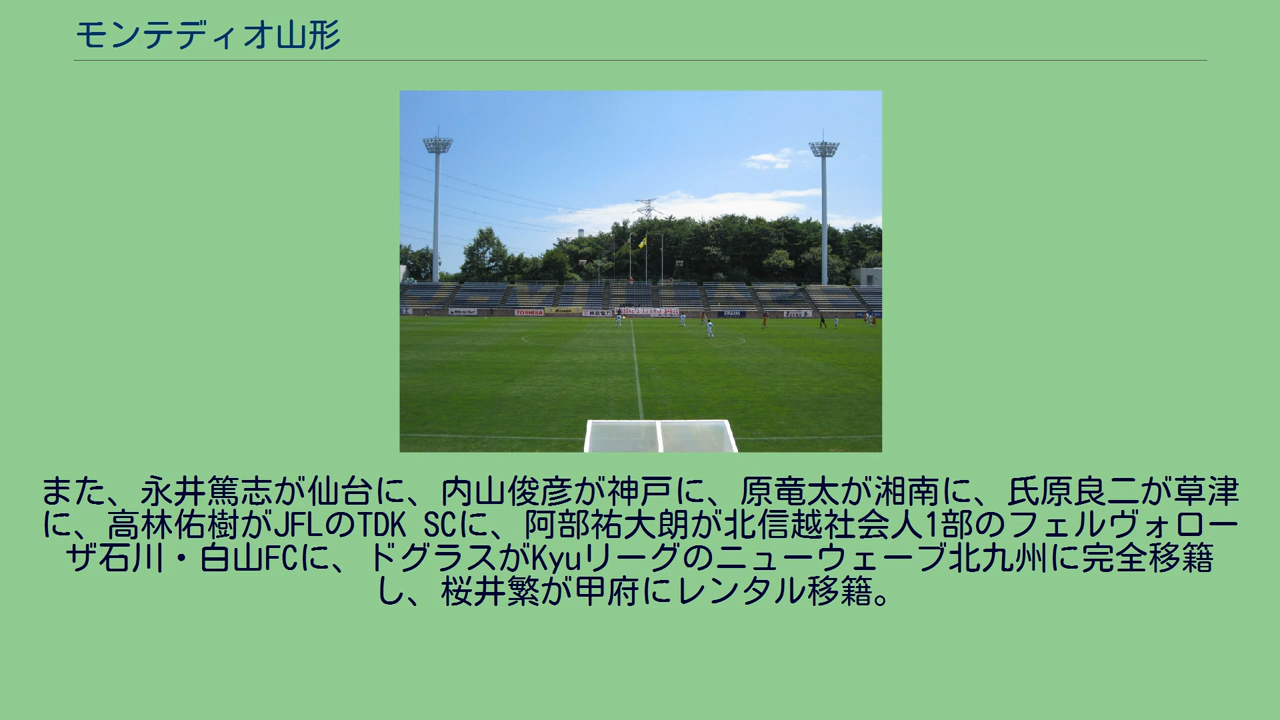 モンテディオ山形
TOSHIBA
また、永井篤志が仙台に、内山俊彦が神戸に、原竜太が湘南に、氏原良二が草津
に、高林佑樹がJFLのTDK SCに、阿部祐大朗が北信越社会人1部のフェルヴォロー
ザ石川・白山FCに、ドグラスがKyuリーグのニューウェーブ北九州に完全移籍
し、桜井繁が甲府にレンタル移籍。